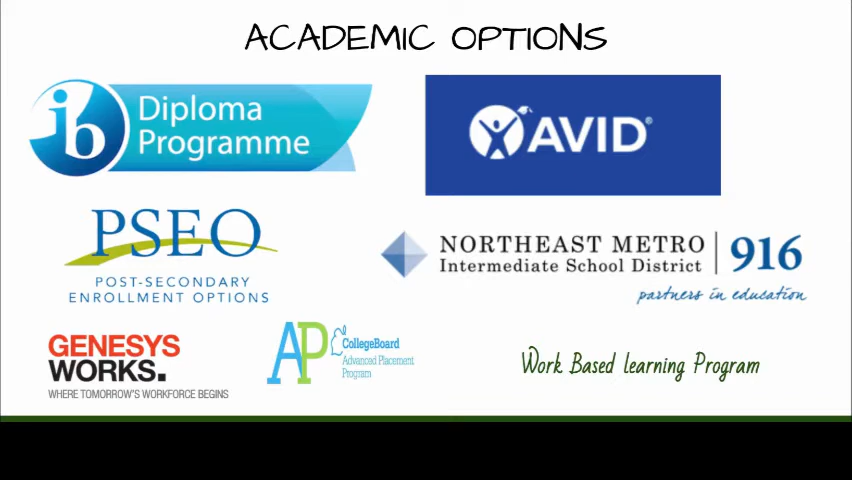 ACADEMIC OPTIONS
ib
Diploma
Programme
AVID®
PSEO
POST-SECONDARY
ENROLLMENT OPTIONS
NORTHEAST METRO
Intermediate School District
916
partners in education
GENESYS
WORKS.
WHERE TOMORROW'S WORKFORCE BEGINS
AP
CollegeBoard
Advanced Placement
Program
Work Based learning Program